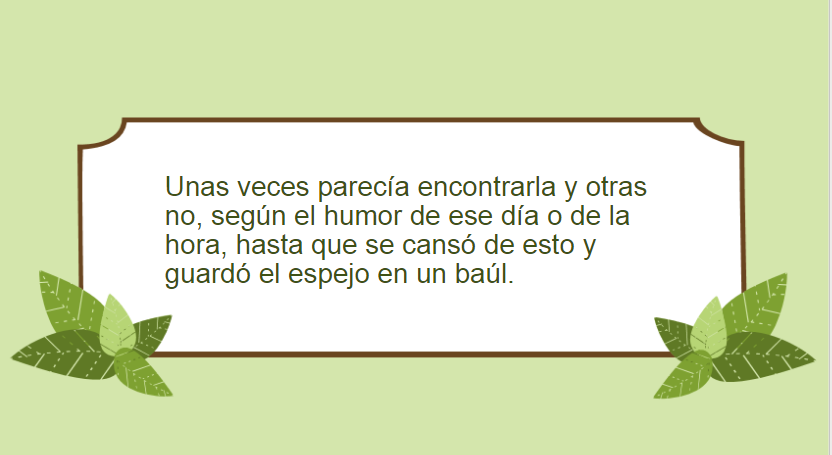 Unas veces parecía encontrarla y otras
no, según el humor de ese día o de la
hora, hasta que se cansó de esto y
guardó el espejo en un baúl.